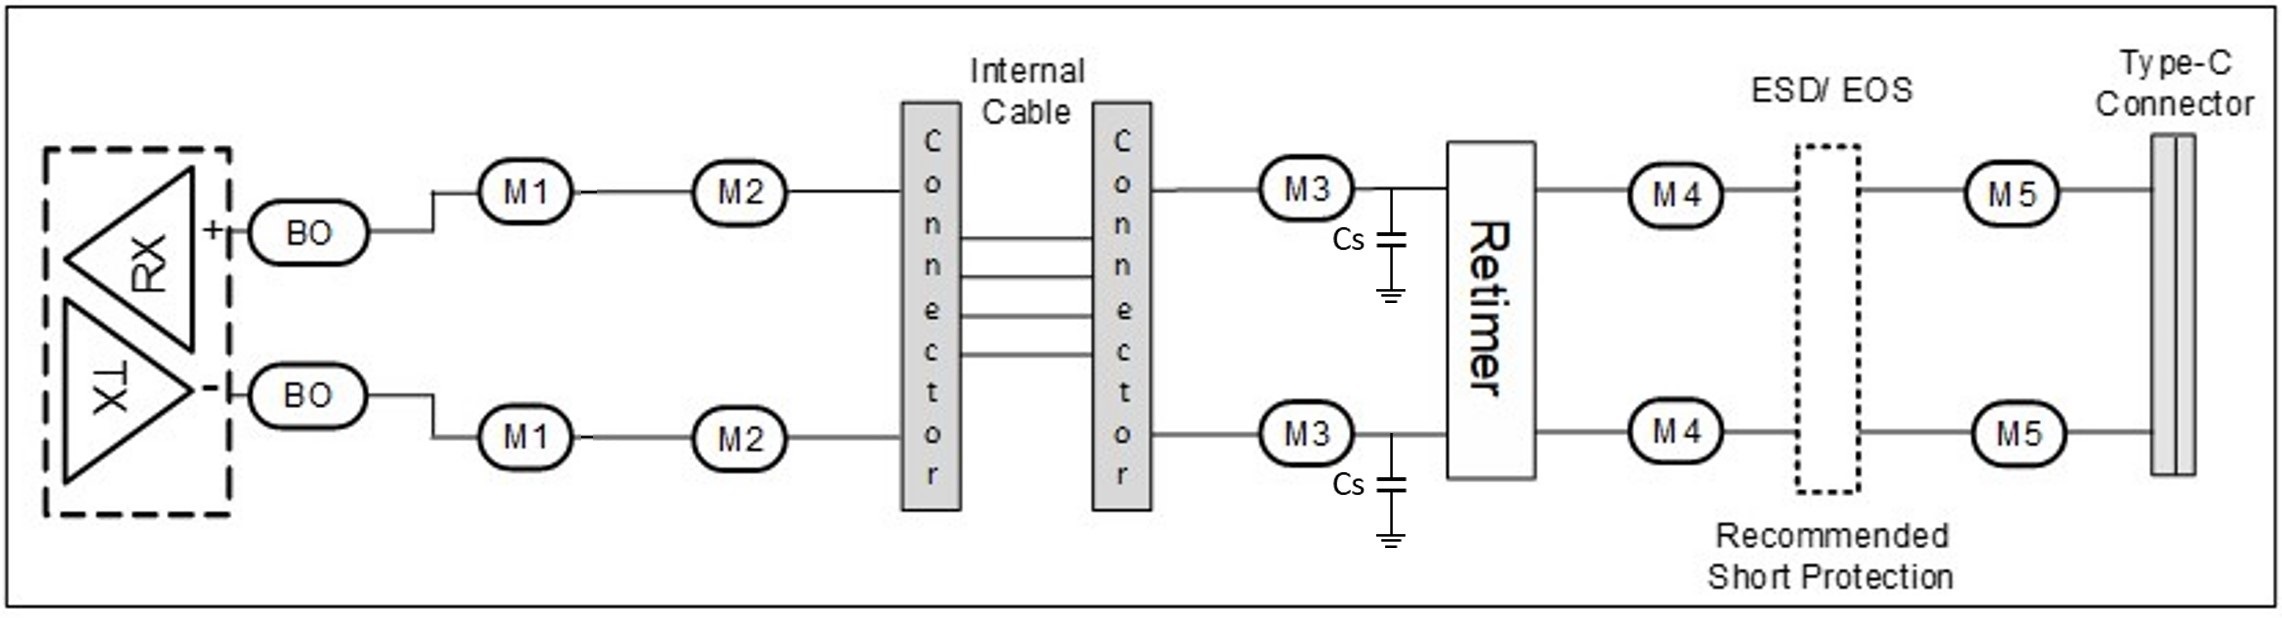 Internal
Cable
ESD/ EOS
Type-C
Connector
RX
+
TX
-
BO
M1
M2
Connector
Connector
M3
Cs
Retimer
M4
M5
BO
M1
M2
M3
Cs
M4
M5
Recommended
Short Protection